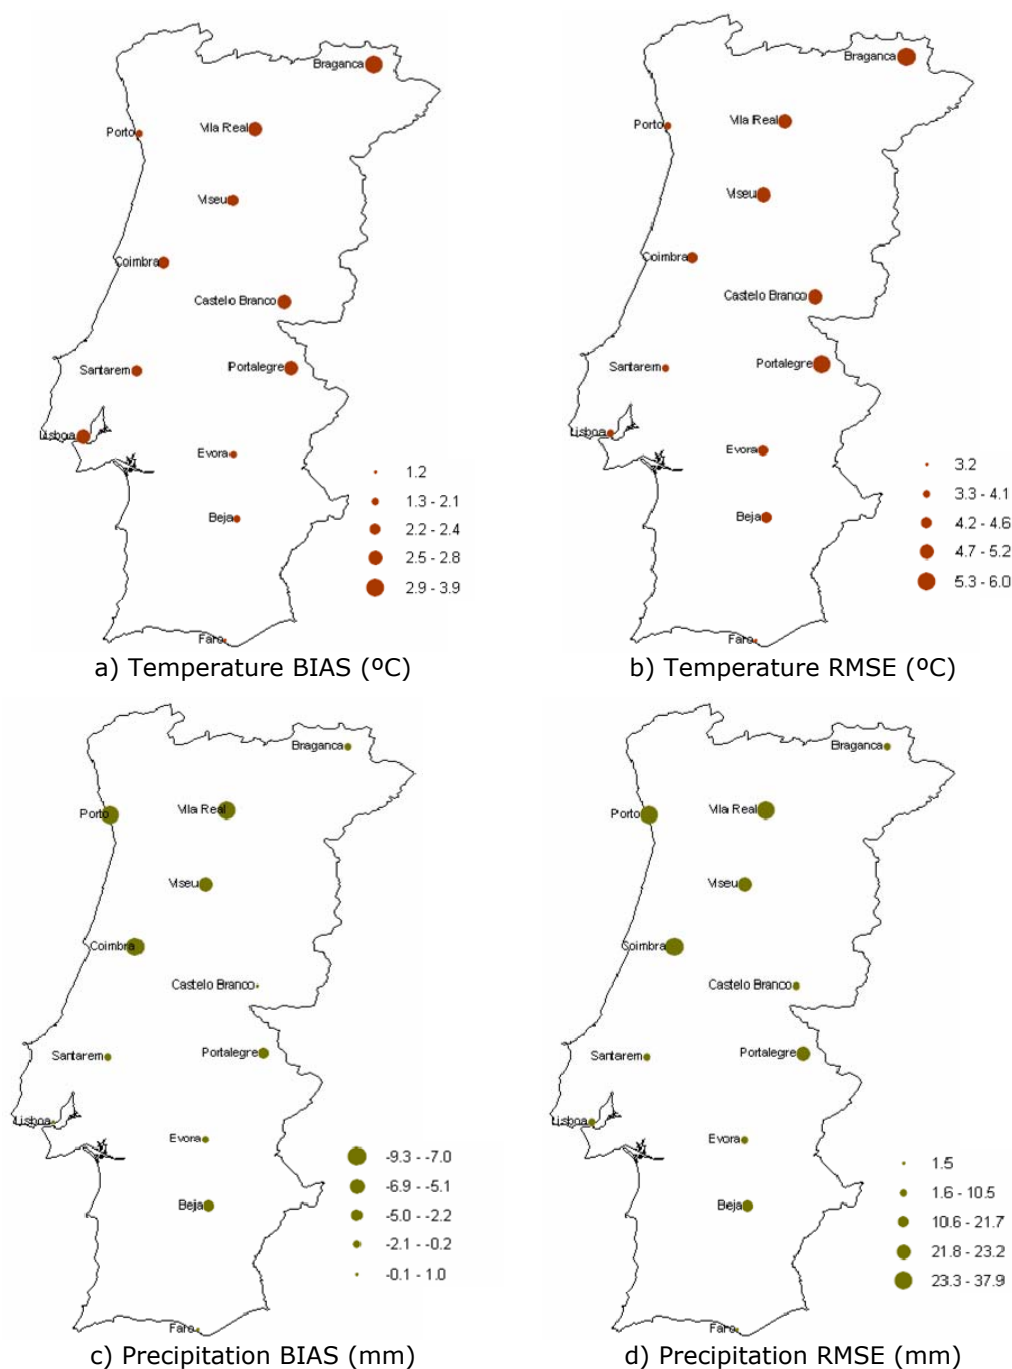 Braganca
Vila Real
Porto
Viseu
Coimbra
Castelo Branco
Santarem
Portalegre
Lisboa
Evora
Beja
Faro
1.2
1.3 - 2.1
2.2 - 2.4
2.5 - 2.8
2.9 - 3.9
a) Temperature BIAS (ºC)
Braganca
Vila Real
Porto
Viseu
Coimbra
Castelo Branco
Portalegre
Santarem
Lisboa
Evora
Beja
Faro
3.2
3.3 - 4.1
4.2 - 4.6
4.7 - 5.2
5.3 - 6.0
b) Temperature RMSE (ºC)
Braganca
Vila Real
Porto
Viseu
Coimbra
Castelo Branco
Santarem
Portalegre
Lisboa
Evora
Beja
Faro
-9.3 - -7.0
-6.9 - -5.1
-5.0 - -2.2
-2.1 - -0.2
-0.1 - 1.0
c) Precipitation BIAS (mm)
Braganca
Vila Real
Porto
Viseu
Coimbra
Castelo Branco
Santarem
Portalegre
Lisboa
Evora
Beja
Faro
1.5
1.6 - 10.5
10.6 - 21.7
21.8 - 23.2
23.3 - 37.9
d) Precipitation RMSE (mm)